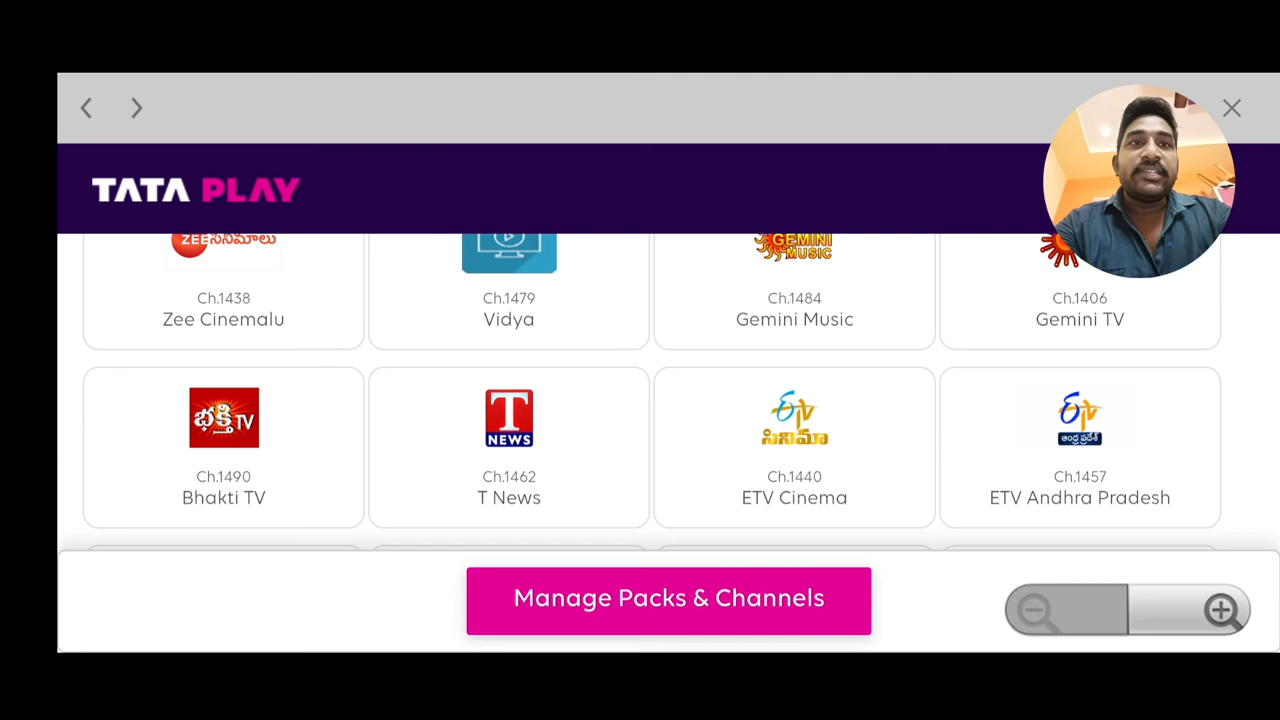 TATA PLAY
ZEE సినిమాలు
GEMINI MUSIC
Ch.1438
Zee Cinemalu
Ch.1479
Vidya
Ch.1484
Gemini Music
Ch.1406
Gemini TV
భక్తి TV
T NEWS
ETV సినిమా
ETV ఆంధ్ర ప్రదేశ్
Ch.1490
Bhakti TV
Ch.1462
T News
Ch.1440
ETV Cinema
Ch.1457
ETV Andhra Pradesh
Manage Packs & Channels